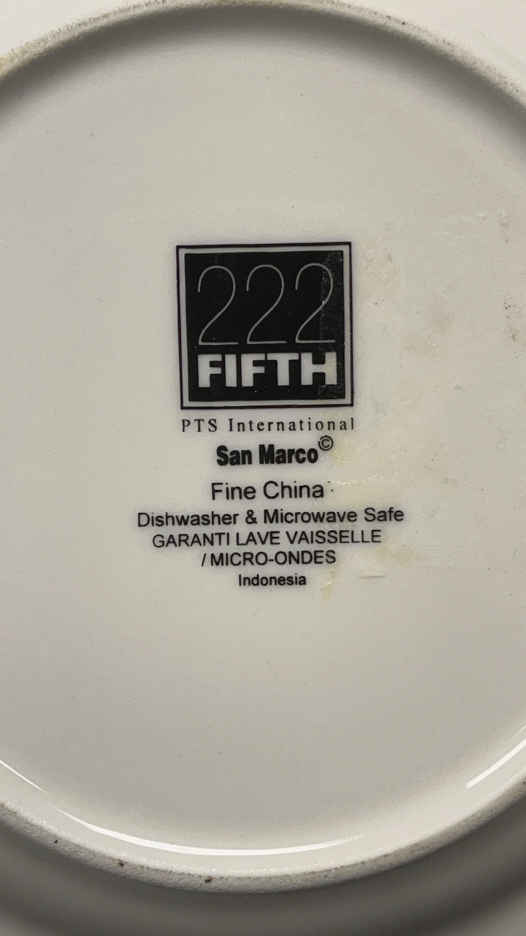 222
FIFTH
PTS International
San Marco©
Fine China
Dishwasher & Microwave Safe
GARANTI LAVE VAISSELLE
/ MICRO-ONDES
Indonesia